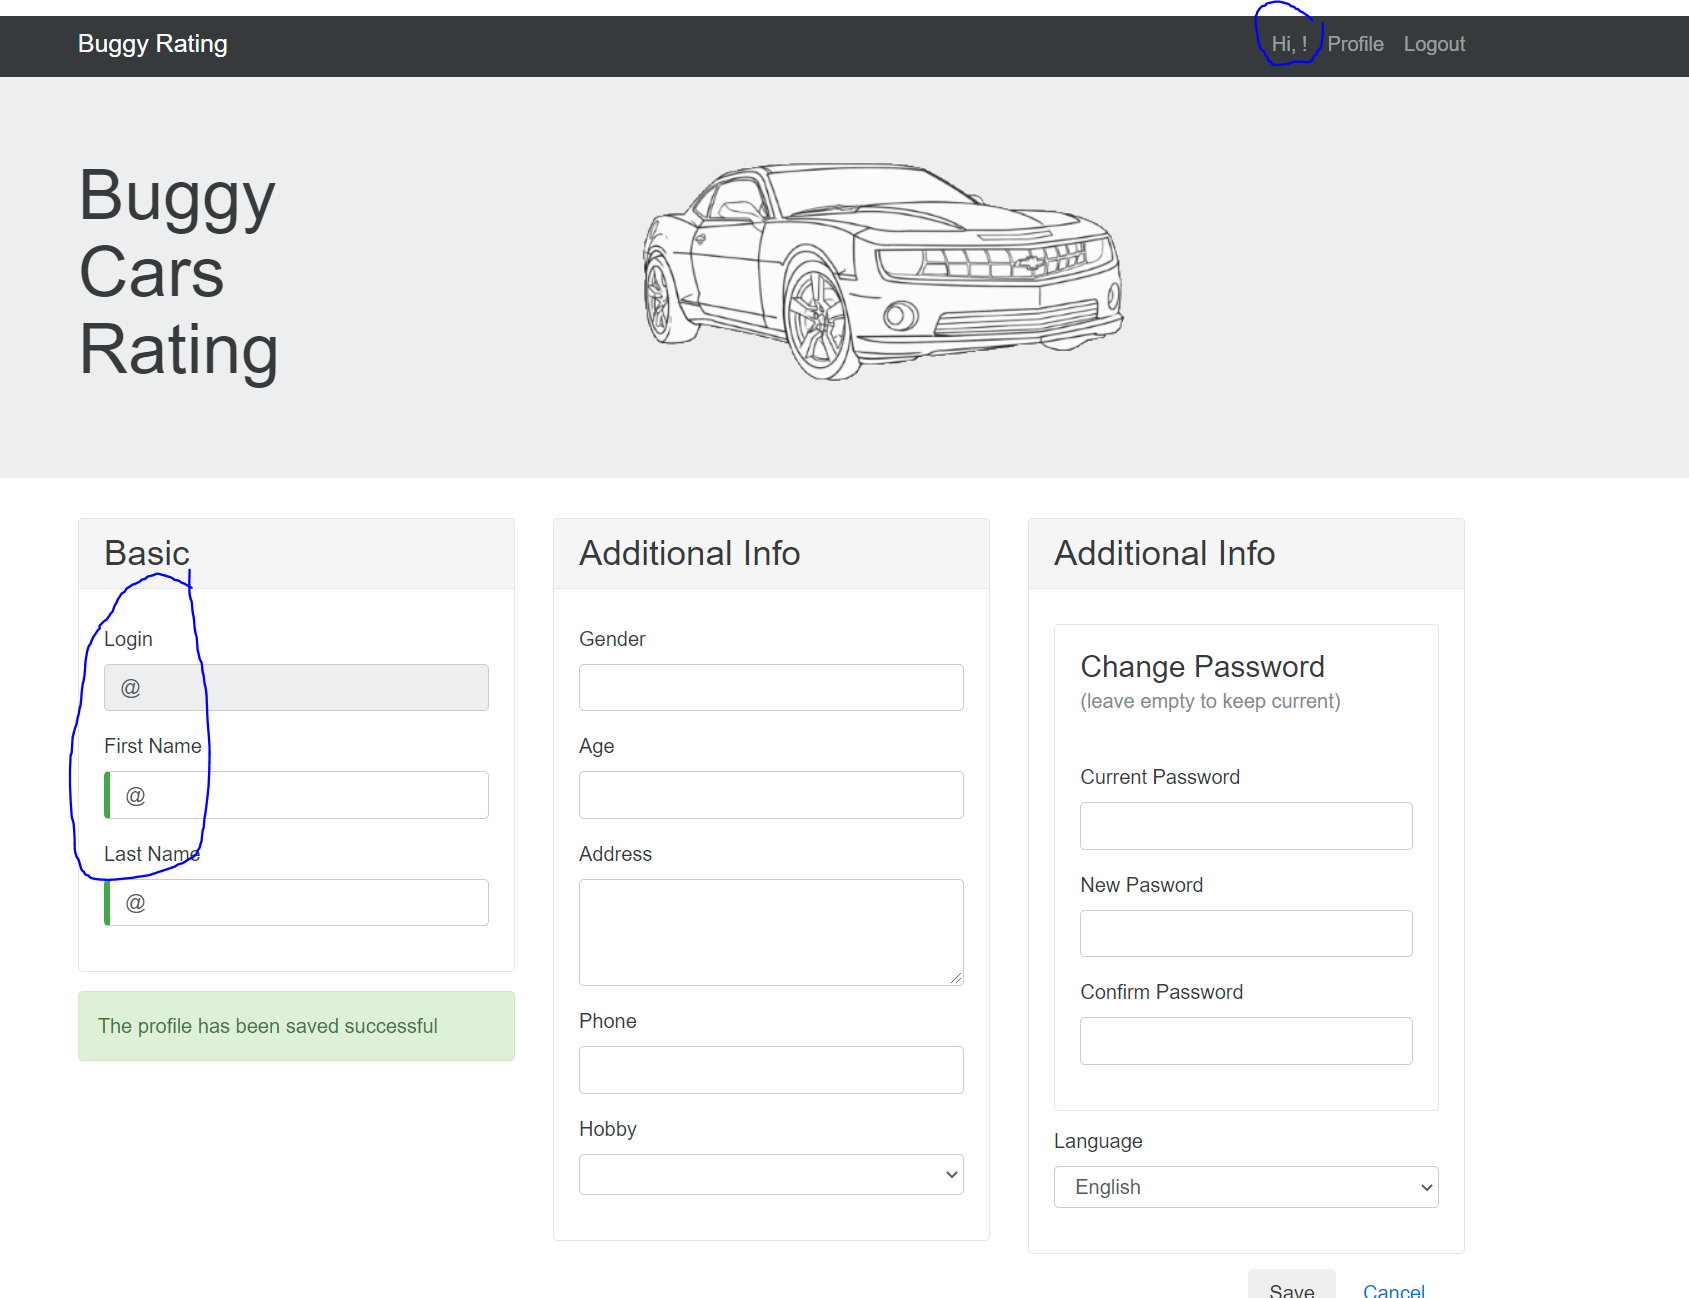 Buggy Rating
Hi, !
Profile
Logout
Buggy
Cars
Rating
Basic
Login
@
First Name
@
Last Name
@
The profile has been saved successful
Additional Info
Gender
Age
Address
Phone
Hobby
Additional Info
Change Password
(leave empty to keep current)
Current Password
New Pasword
Confirm Password
Language
English
Save
Cancel